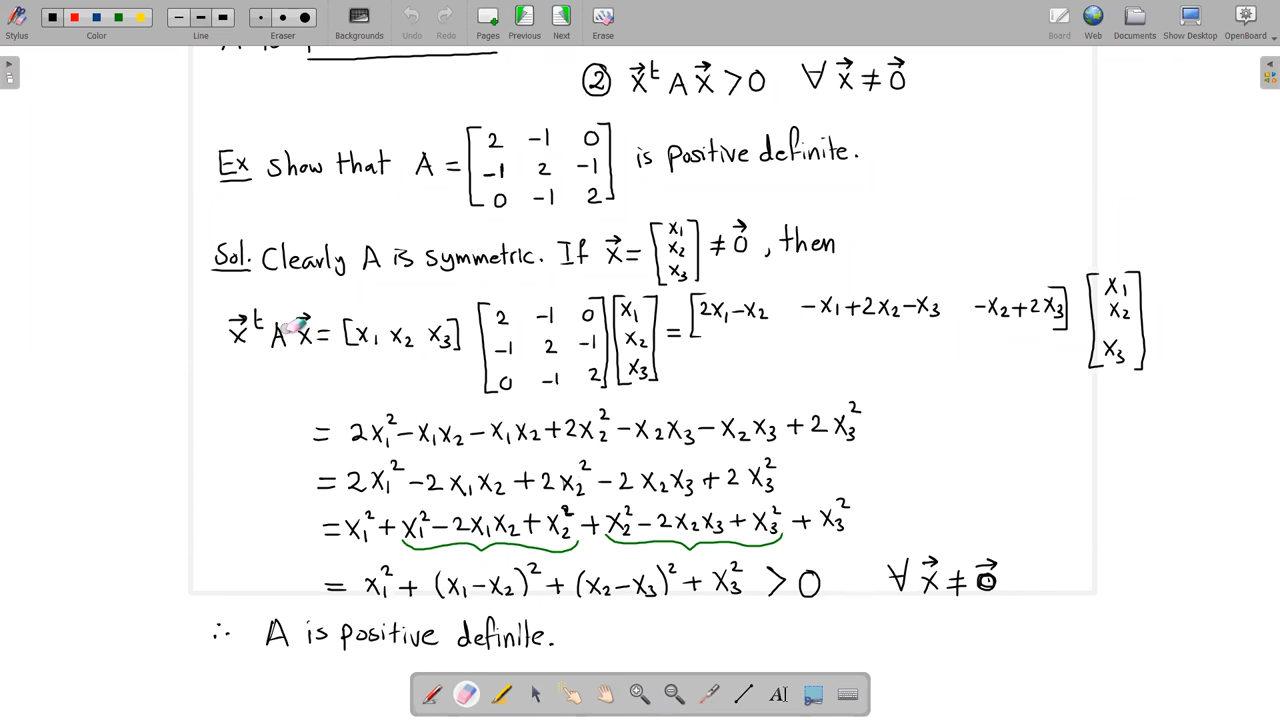 Stylus Color Line Eraser Backgrounds Undo Redo Pages Previous Next Erase Board Web Documents Show Desktop OpenBoard
② x⃗ᵗ A x⃗ > 0 ∀ x⃗ ≠ 0⃗
Ex show that A = [2 -1 0; -1 2 -1; 0 -1 2] is positive definite.
Sol. Clearly A is symmetric. If x⃗ = [x₁; x₂; x₃] ≠ 0⃗, then
x⃗ᵗ A x⃗ = [x₁ x₂ x₃] [2 -1 0; -1 2 -1; 0 -1 2] [x₁; x₂; x₃] = [2x₁-x₂ -x₁+2x₂-x₃ -x₂+2x₃] [x₁; x₂; x₃]
= 2x₁² - x₁x₂ - x₁x₂ + 2x₂² - x₂x₃ - x₂x₃ + 2x₃²
= 2x₁² - 2x₁x₂ + 2x₂² - 2x₂x₃ + 2x₃²
= x₁² + x₁² - 2x₁x₂ + x₂² + x₂² - 2x₂x₃ + x₃² + x₃²
= x₁² + (x₁-x₂)² + (x₂-x₃)² + x₃² > 0 ∀ x⃗ ≠ 0⃗
∴ A is positive definite.